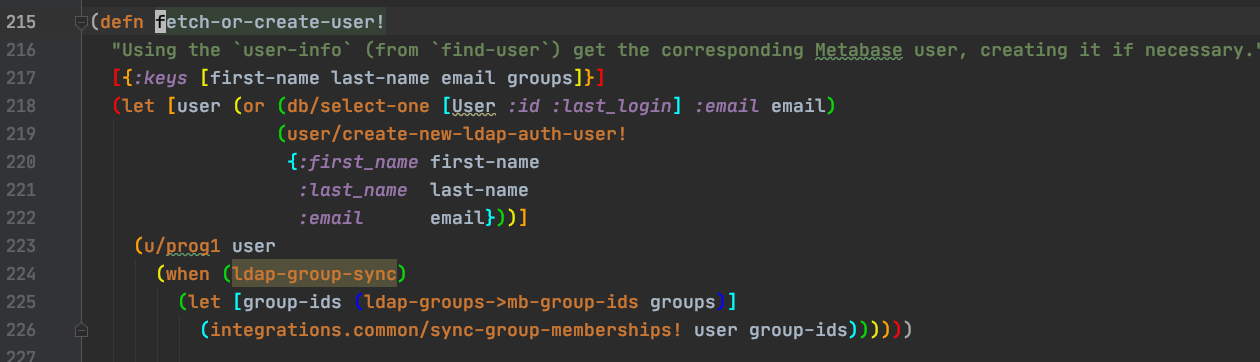 215 (defn fetch-or-create-user!
216 "Using the `user-info` (from `find-user`) get the corresponding Metabase user, creating it if necessary."
217 [{:keys [first-name last-name email groups]}]
218 (let [user (or (db/select-one [User :id :last_login] :email email)
219 (user/create-new-ldap-auth-user!
220 {:first_name first-name
221 :last_name last-name
222 :email email}))]
223 (u/prog1 user
224 (when (ldap-group-sync)
225 (let [group-ids (ldap-groups->mb-group-ids groups)]
226 (integrations.common/sync-group-memberships! user group-ids))))))
227